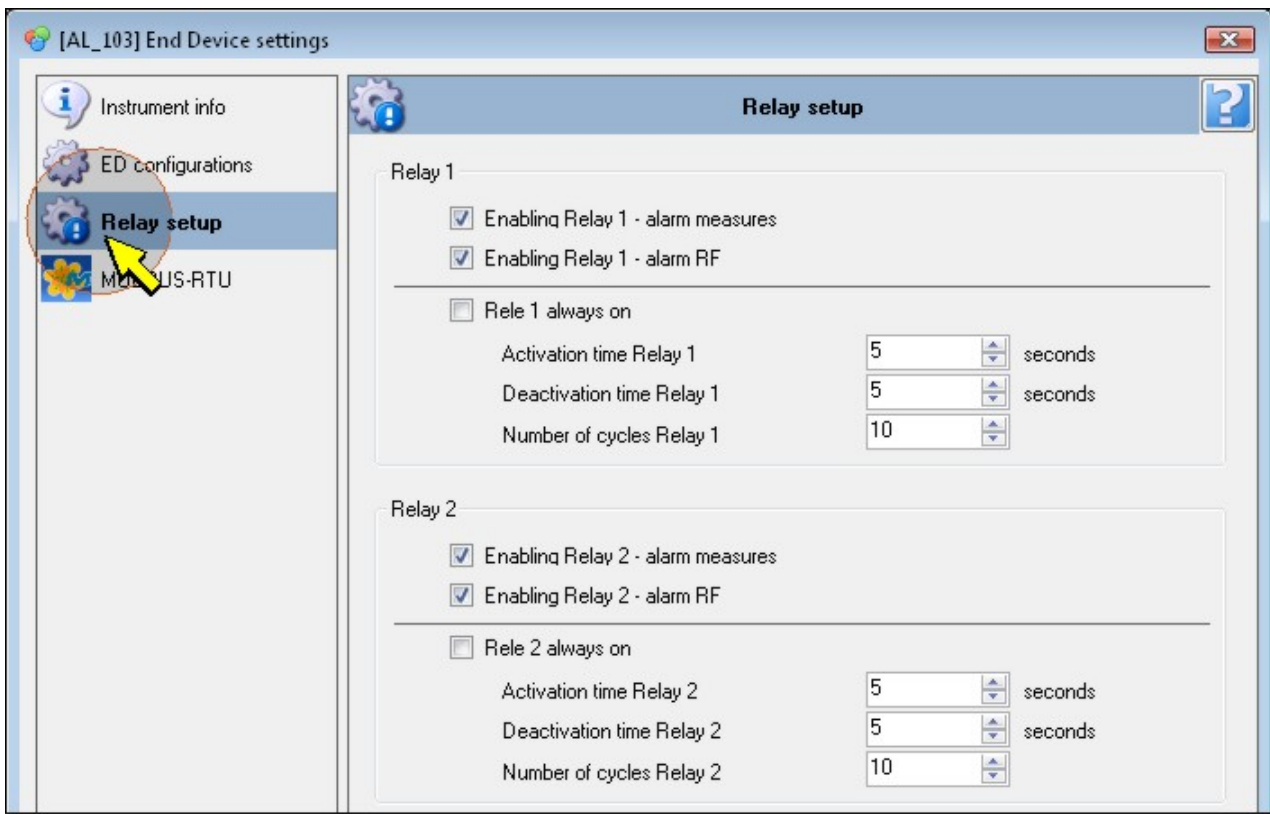 [AL_103] End Device settings
Instrument info
ED configurations
Relay setup
Relay setup
Relay 1
Enabling Relay 1 - alarm measures
Enabling Relay 1 - alarm RF
Rele 1 always on
Activation time Relay 1 5 seconds
Deactivation time Relay 1 5 seconds
Number of cycles Relay 1 10
Relay 2
Enabling Relay 2 - alarm measures
Enabling Relay 2 - alarm RF
Rele 2 always on
Activation time Relay 2 5 seconds
Deactivation time Relay 2 5 seconds
Number of cycles Relay 2 10